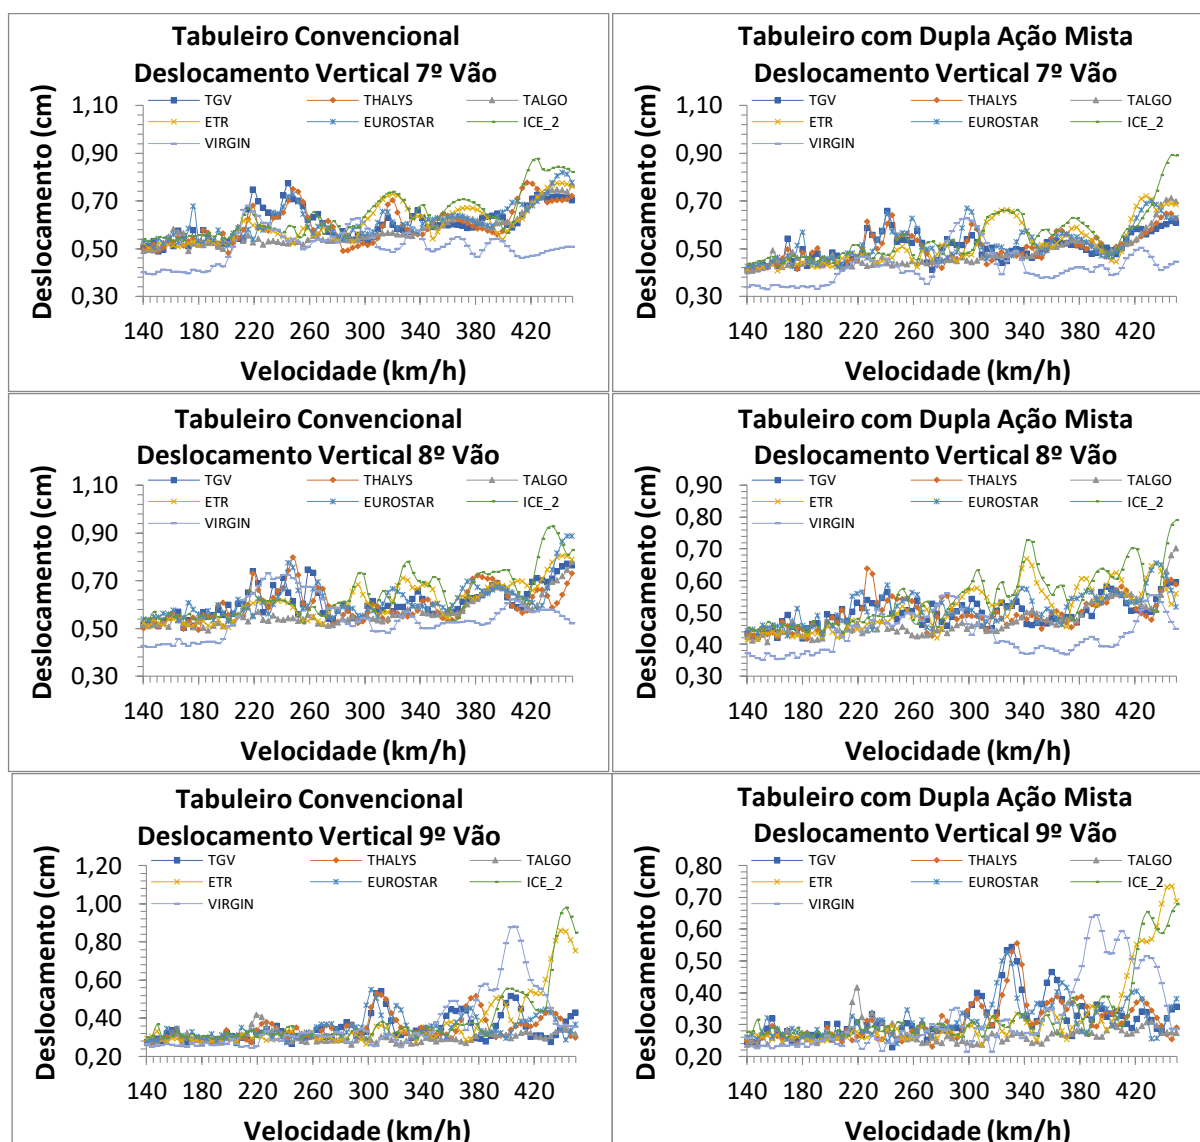 Tabuleiro Convencional
Deslocamento Vertical 7º Vão
TGV THALYS TALGO
ETR EUROSTAR ICE_2
VIRGIN
Deslocamento (cm)
1,10
0,90
0,70
0,50
0,30
140 180 220 260 300 340 380 420
Velocidade (km/h)
Tabuleiro com Dupla Ação Mista
Deslocamento Vertical 7º Vão
TGV THALYS TALGO
ETR EUROSTAR ICE_2
VIRGIN
Deslocamento (cm)
1,10
0,90
0,70
0,50
0,30
140 180 220 260 300 340 380 420
Velocidade (km/h)
Tabuleiro Convencional
Deslocamento Vertical 8º Vão
TGV THALYS TALGO
ETR EUROSTAR ICE_2
VIRGIN
Deslocamento (cm)
1,10
0,90
0,70
0,50
0,30
140 180 220 260 300 340 380 420
Velocidade (km/h)
Tabuleiro com Dupla Ação Mista
Deslocamento Vertical 8º Vão
TGV THALYS TALGO
ETR EUROSTAR ICE_2
VIRGIN
Deslocamento (cm)
0,90
0,80
0,70
0,60
0,50
0,40
0,30
140 180 220 260 300 340 380 420
Velocidade (km/h)
Tabuleiro Convencional
Deslocamento Vertical 9º Vão
TGV THALYS TALGO
ETR EUROSTAR ICE_2
VIRGIN
Deslocamento (cm)
1,20
1,00
0,80
0,60
0,40
0,20
140 180 220 260 300 340 380 420
Velocidade (km/h)
Tabuleiro com Dupla Ação Mista
Deslocamento Vertical 9º Vão
TGV THALYS TALGO
ETR EUROSTAR ICE_2
VIRGIN
Deslocamento (cm)
0,80
0,70
0,60
0,50
0,40
0,30
0,20
140 180 220 260 300 340 380 420
Velocidade (km/h)